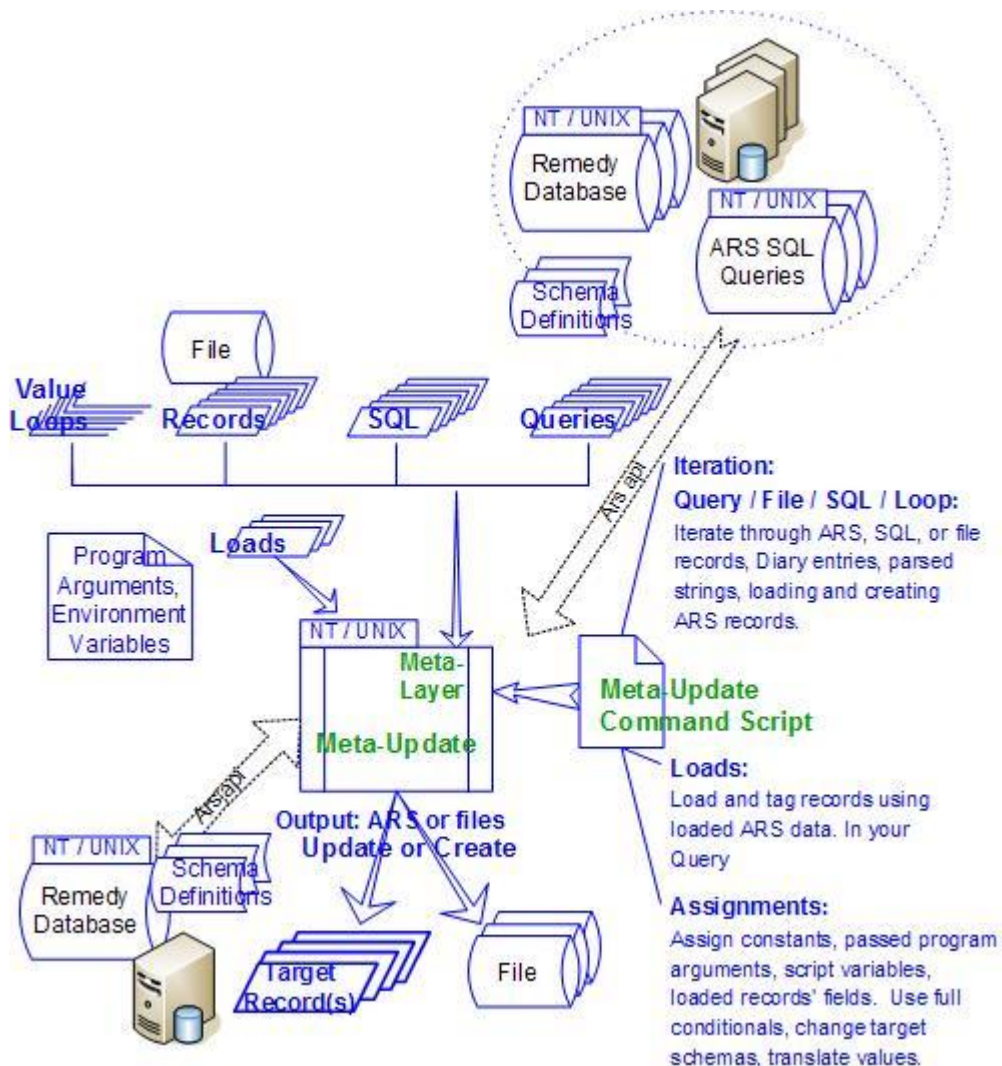 NT / UNIX
Remedy
Database
NT / UNIX
ARS SQL
Queries
Schema
Definitions
File
Value
Loops
Records
SQL
Queries
Ars api
Iteration:
Query / File / SQL / Loop:
Iterate through ARS, SQL, or file
records, Diary entries, parsed
strings, loading and creating
ARS records.
Loads
Program
Arguments,
Environment
Variables
NT / UNIX
Meta-
Layer
Meta-Update
Meta-Update
Command Script
Loads:
Load and tag records using
loaded ARS data. In your
Query
Ars api
Output: ARS or files
Update or Create
NT / UNIX
Remedy
Database
Schema
Definitions
Target
Record(s)
File
Assignments:
Assign constants, passed program
arguments, script variables,
loaded records' fields. Use full
conditionals, change target
schemas, translate values.